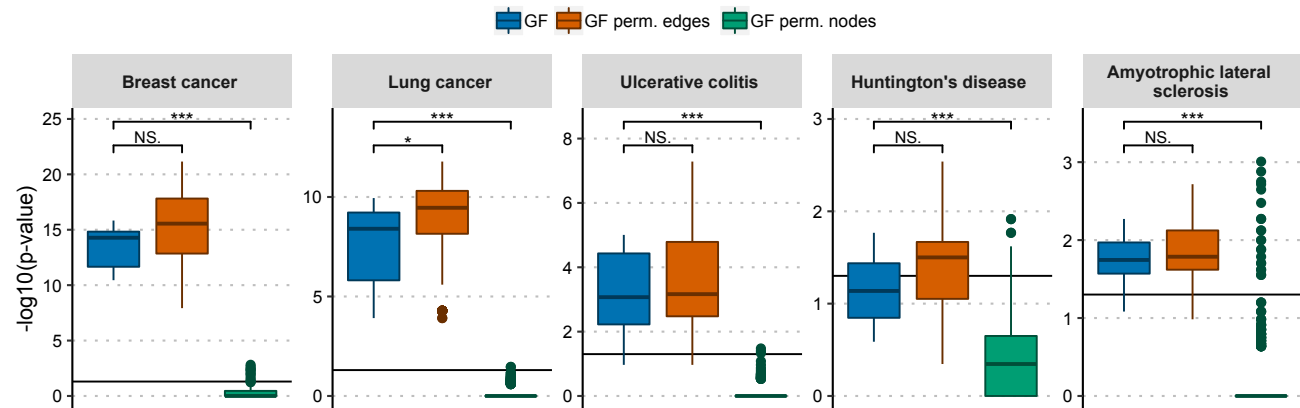 GF GF perm. edges GF perm. nodes
Breast cancer
Lung cancer
Ulcerative colitis
Huntington's disease
Amyotrophic lateral
sclerosis
-log10(p-value)
25
20
15
10
5
0
***
NS.
10
5
0
***
*
8
6
4
2
0
***
NS.
3
2
1
0
***
NS.
3
2
1
0
***
NS.